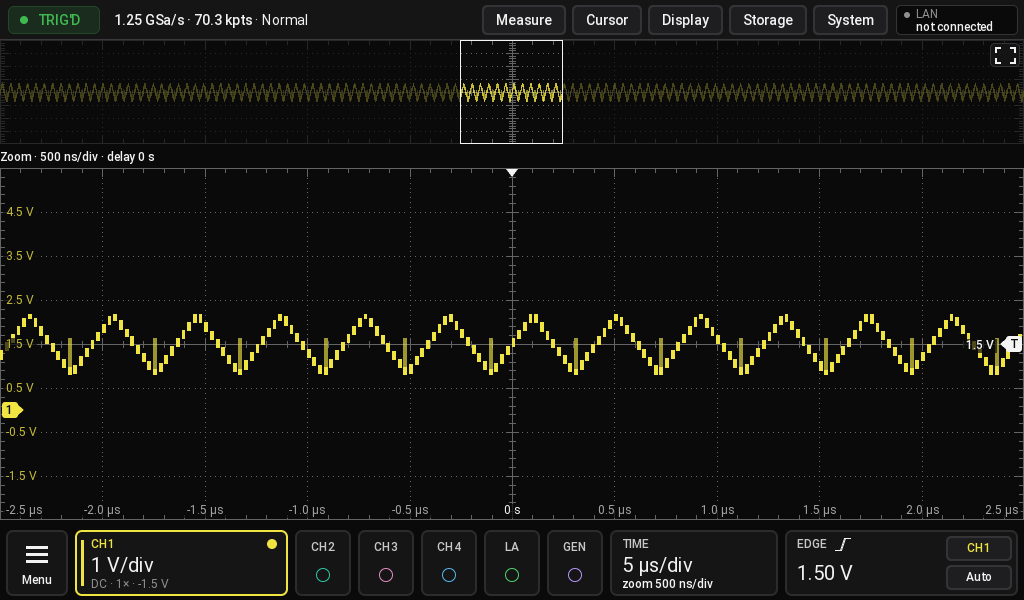 TRIG'D
1.25 GSa/s · 70.3 kpts · Normal
Measure
Cursor
Display
Storage
System
LAN
not connected
Zoom · 500 ns/div · delay 0 s
4.5 V
3.5 V
2.5 V
1.5 V
1.5 V
T
0.5 V
1
-0.5 V
-1.5 V
-2.5 µs
-2.0 µs
-1.5 µs
-1.0 µs
-0.5 µs
0 s
0.5 µs
1.0 µs
1.5 µs
2.0 µs
2.5 µs
Menu
CH1
1 V/div
DC · 1× · -1.5 V
CH2
CH3
CH4
LA
GEN
TIME
5 µs/div
zoom 500 ns/div
EDGE
1.50 V
CH1
Auto